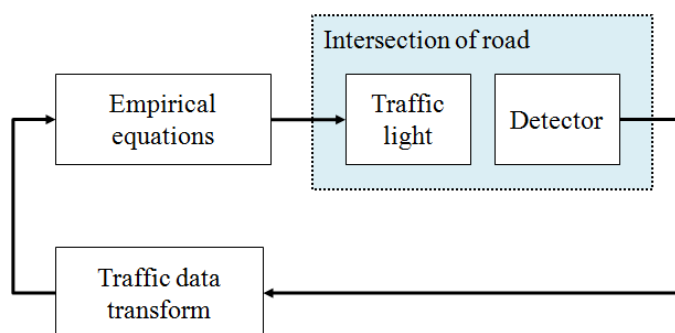 Intersection of road
Empirical
equations
Traffic
light
Detector
Traffic data
transform